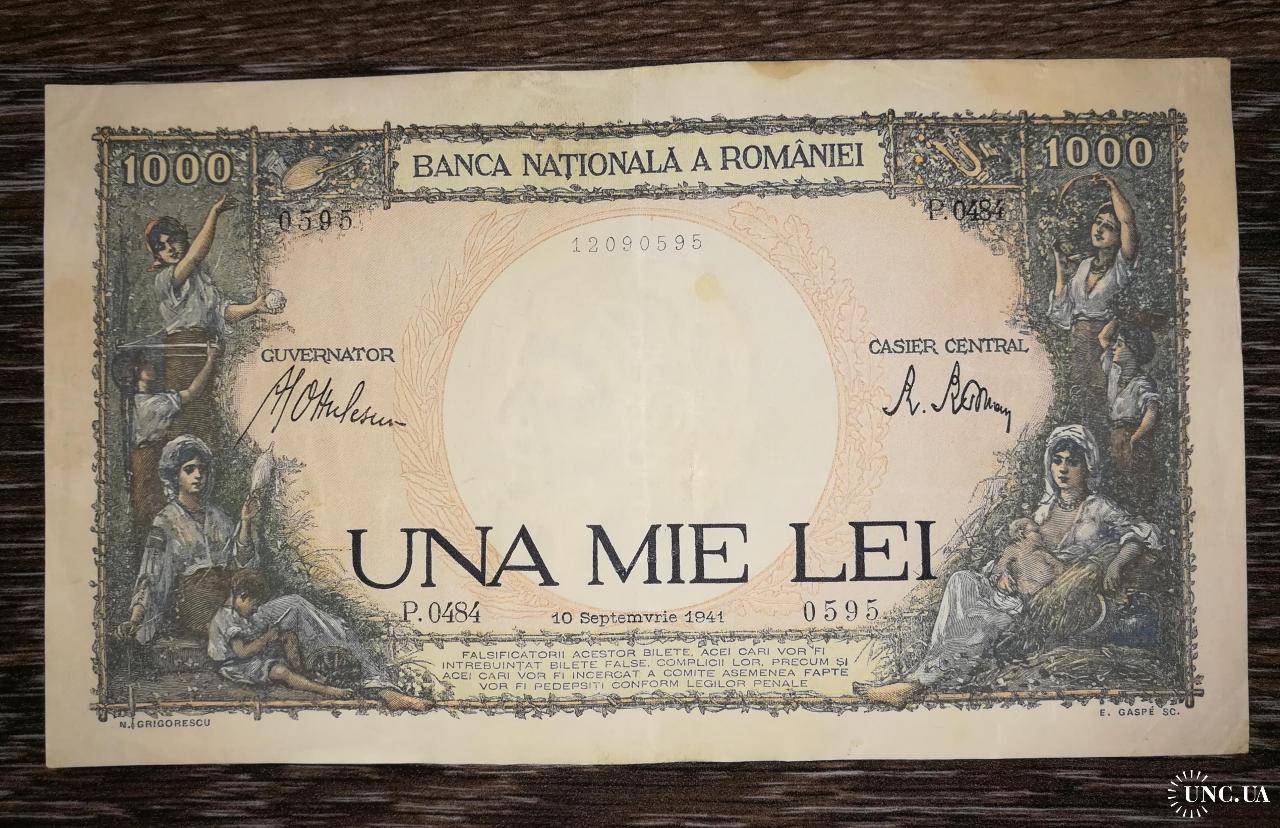 1000
BANCA NAȚIONALĂ A ROMÂNIEI
1000
0595
P. 0484
12090595
GUVERNATOR
CASIER CENTRAL
UNA MIE LEI
P. 0484
10 Septemvrie 1941
0595
FALSIFICATORII ACESTOR BILETE, ACEI CARI VOR FI
INTREBUINȚAT BILETE FALSE, COMPLICII LOR, PRECUM ȘI
ACEI CARI VOR FI INCERCAT A COMITE ASEMENEA FAPTE
VOR FI PEDEPSIȚI CONFORM LEGILOR PENALE
N. GRIGORESCU
E. GASPÉ SC.
UNC.UA